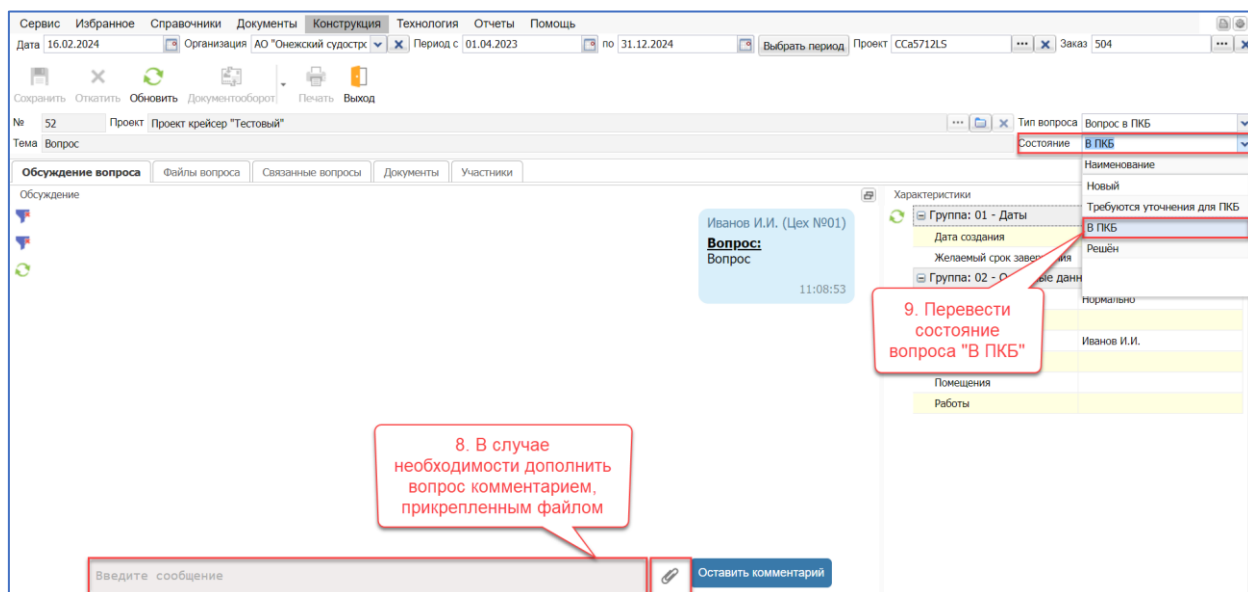 Сервис Избранное Справочники Документы Конструкция Технология Отчеты Помощь
Дата 16.02.2024 Организация АО "Онежский судострс Период с 01.04.2023 по 31.12.2024 Выбрать период Проект CCa5712LS Заказ 504
Сохранить Откатить Обновить Документооборот Печать Выход
№ 52 Проект Проект крейсер "Тестовый" Тип вопроса Вопрос в ПКБ
Тема Вопрос Состояние В ПКБ
Обсуждение вопроса Файлы вопроса Связанные вопросы Документы Участники
Наименование
Новый
Требуются уточнения для ПКБ
В ПКБ
Решён
Обсуждение
Характеристики
Группа: 01 - Даты
Дата создания
Желаемый срок завершения
Группа: 02 -
Нормально
Иванов И.И.
Помещения
Работы
Иванов И.И. (Цех №01)
Вопрос:
Вопрос
11:08:53
9. Перевести
состояние
вопроса "В ПКБ"
8. В случае
необходимости дополнить
вопрос комментарием,
прикрепленным файлом
Введите сообщение
Оставить комментарий